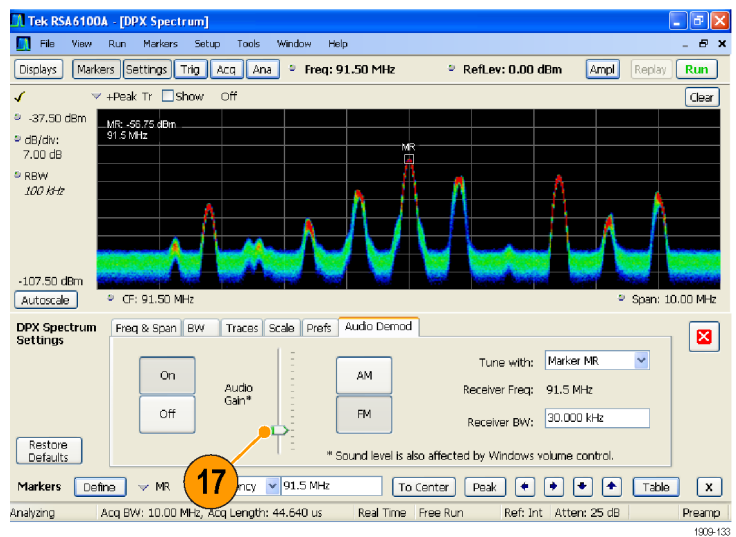 Tek RSA6100A - [DPX Spectrum]
File View Run Markers Setup Tools Window Help
Displays Markers Settings Trig Acq Ana Freq: 91.50 MHz RefLev: 0.00 dBm Ampl Replay Run
+Peak Tr Show Off Clear
-37.50 dBm
dB/div:
7.00 dB
RBW
100 kHz
-107.50 dBm
MR: -56.75 dBm
91.5 MHz
MR
Autoscale CF: 91.50 MHz Span: 10.00 MHz
DPX Spectrum
Settings
Freq & Span BW Traces Scale Prefs Audio Demod
On
Off
Audio
Gain*
AM
FM
Tune with: Marker MR
Receiver Freq: 91.5 MHz
Receiver BW: 30.000 kHz
* Sound level is also affected by Windows volume control.
Restore
Defaults
17
Markers Define MR ncy 91.5 MHz To Center Peak Table X
Analyzing Acq BW: 10.00 MHz, Acq Length: 44.640 us Real Time Free Run Ref: Int Atten: 25 dB Preamp
1909-133